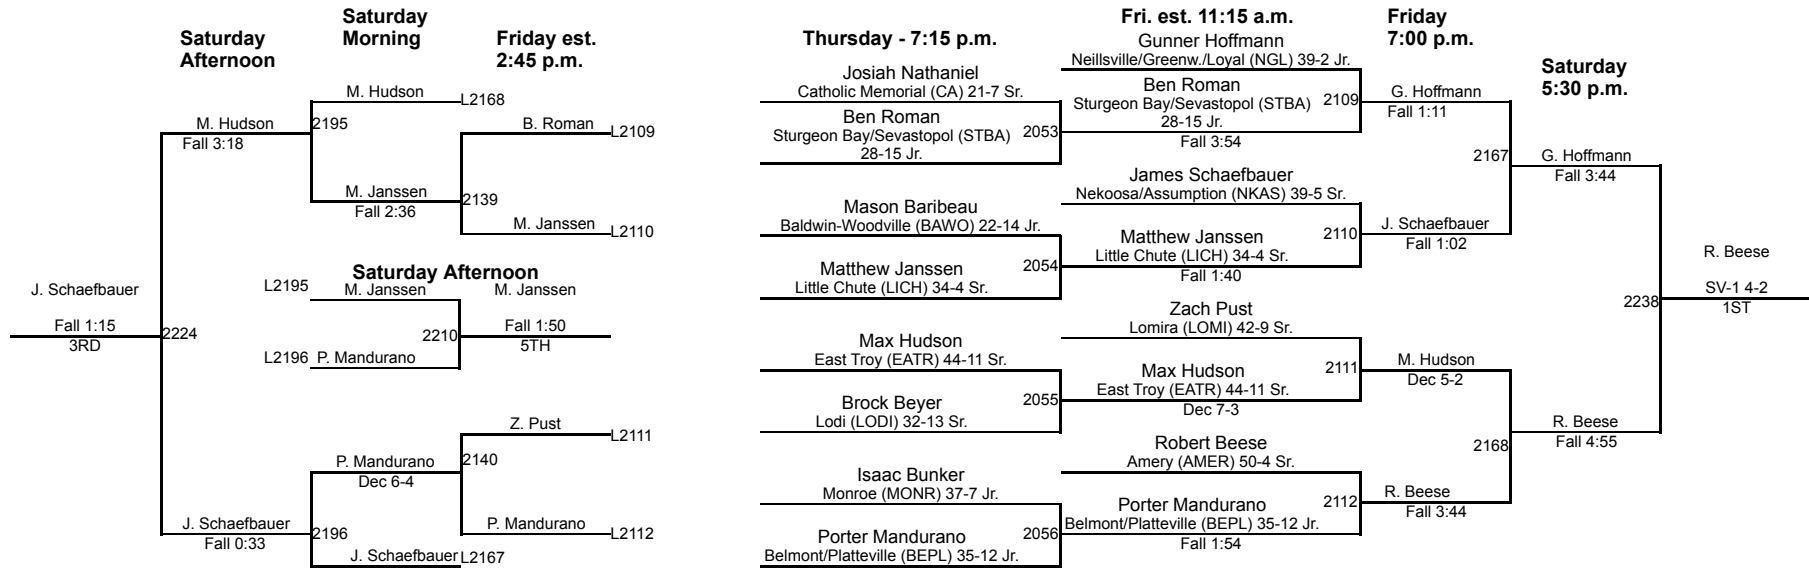 Saturday
Afternoon
Saturday
Morning
Friday est.
2:45 p.m.
Thursday - 7:15 p.m.
Fri. est. 11:15 a.m.
Friday
7:00 p.m.
Saturday
5:30 p.m.
M. Hudson
L2168
M. Hudson
2195
Fall 3:18
B. Roman
L2109
M. Janssen
2139
Fall 2:36
M. Janssen
L2110
Saturday Afternoon
L2195
M. Janssen
M. Janssen
J. Schaefbauer
Fall 1:15
2224
3RD
2210
Fall 1:50
5TH
L2196
P. Mandurano
Z. Pust
L2111
P. Mandurano
2140
Dec 6-4
J. Schaefbauer
2196
Fall 0:33
P. Mandurano
L2112
J. Schaefbauer
L2167
Josiah Nathaniel
Catholic Memorial (CA) 21-7 Sr.
Ben Roman
Sturgeon Bay/Sevastopol (STBA)
28-15 Jr.
2053
Mason Baribeau
Baldwin-Woodville (BAWO) 22-14 Jr.
2054
Matthew Janssen
Little Chute (LICH) 34-4 Sr.
Max Hudson
East Troy (EATR) 44-11 Sr.
2055
Brock Beyer
Lodi (LODI) 32-13 Sr.
Isaac Bunker
Monroe (MONR) 37-7 Jr.
2056
Porter Mandurano
Belmont/Platteville (BEPL) 35-12 Jr.
Gunner Hoffmann
Neillsville/Greenw./Loyal (NGL) 39-2 Jr.
Ben Roman
Sturgeon Bay/Sevastopol (STBA)
28-15 Jr.
2109
Fall 3:54
James Schaefbauer
Nekoosa/Assumption (NKAS) 39-5 Sr.
2110
Matthew Janssen
Little Chute (LICH) 34-4 Sr.
Fall 1:40
Zach Pust
Lomira (LOMI) 42-9 Sr.
2111
Max Hudson
East Troy (EATR) 44-11 Sr.
Dec 7-3
Robert Beese
Amery (AMER) 50-4 Sr.
2112
Porter Mandurano
Belmont/Platteville (BEPL) 35-12 Jr.
Fall 1:54
G. Hoffmann
Fall 1:11
2167
J. Schaefbauer
Fall 1:02
M. Hudson
Dec 5-2
2168
R. Beese
Fall 3:44
G. Hoffmann
Fall 3:44
2238
R. Beese
Fall 4:55
R. Beese
SV-1 4-2
1ST